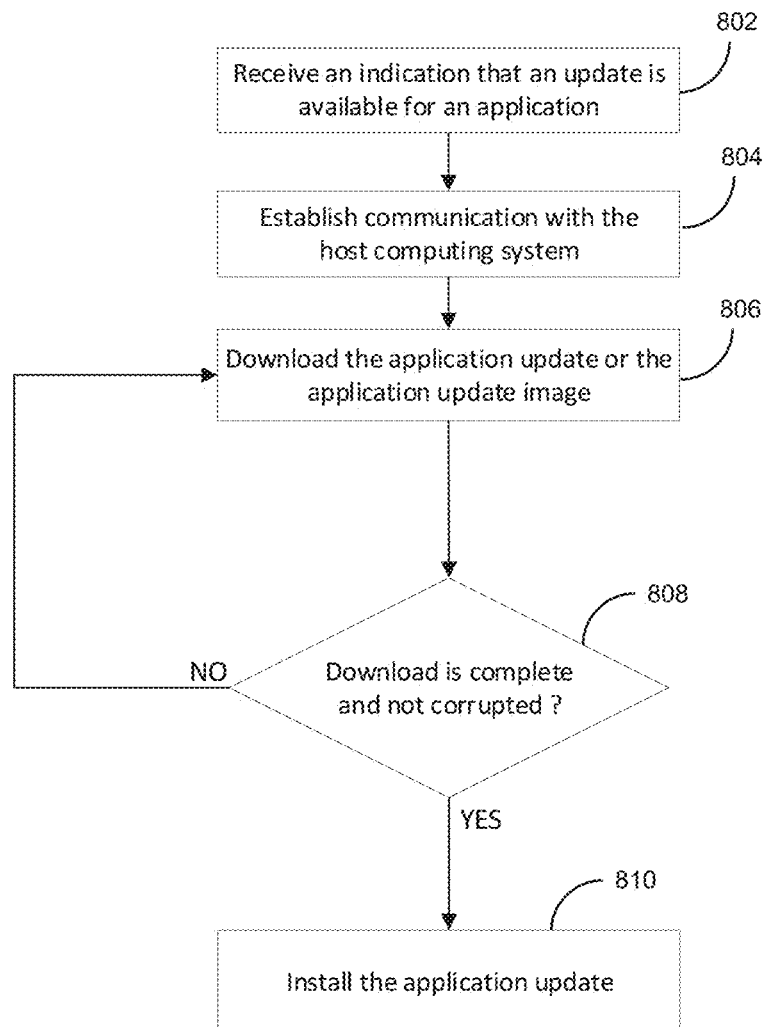 802
Receive an indication that an update is
available for an application
804
Establish communication with the
host computing system
806
Download the application update or the
application update image
808
Download is complete
and not corrupted ?
NO
YES
810
Install the application update